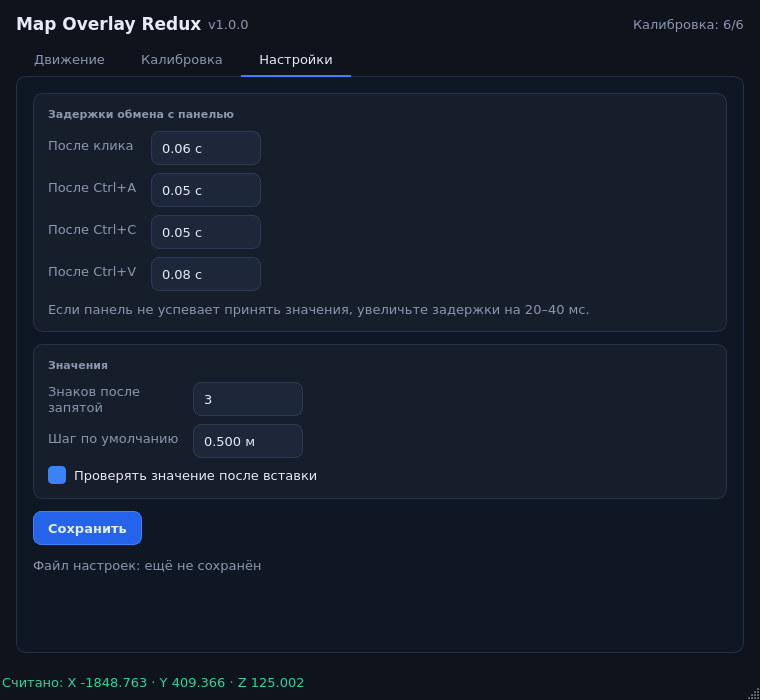 Map Overlay Redux v1.0.0 Калибровка: 6/6
Движение Калибровка Настройки
Задержки обмена с панелью
После клика 0.06 с
После Ctrl+A 0.05 с
После Ctrl+C 0.05 с
После Ctrl+V 0.08 с
Если панель не успевает принять значения, увеличьте задержки на 20–40 мс.
Значения
Знаков после
запятой 3
Шаг по умолчанию 0.500 м
Проверять значение после вставки
Сохранить
Файл настроек: ещё не сохранён
Считано: X -1848.763 · Y 409.366 · Z 125.002